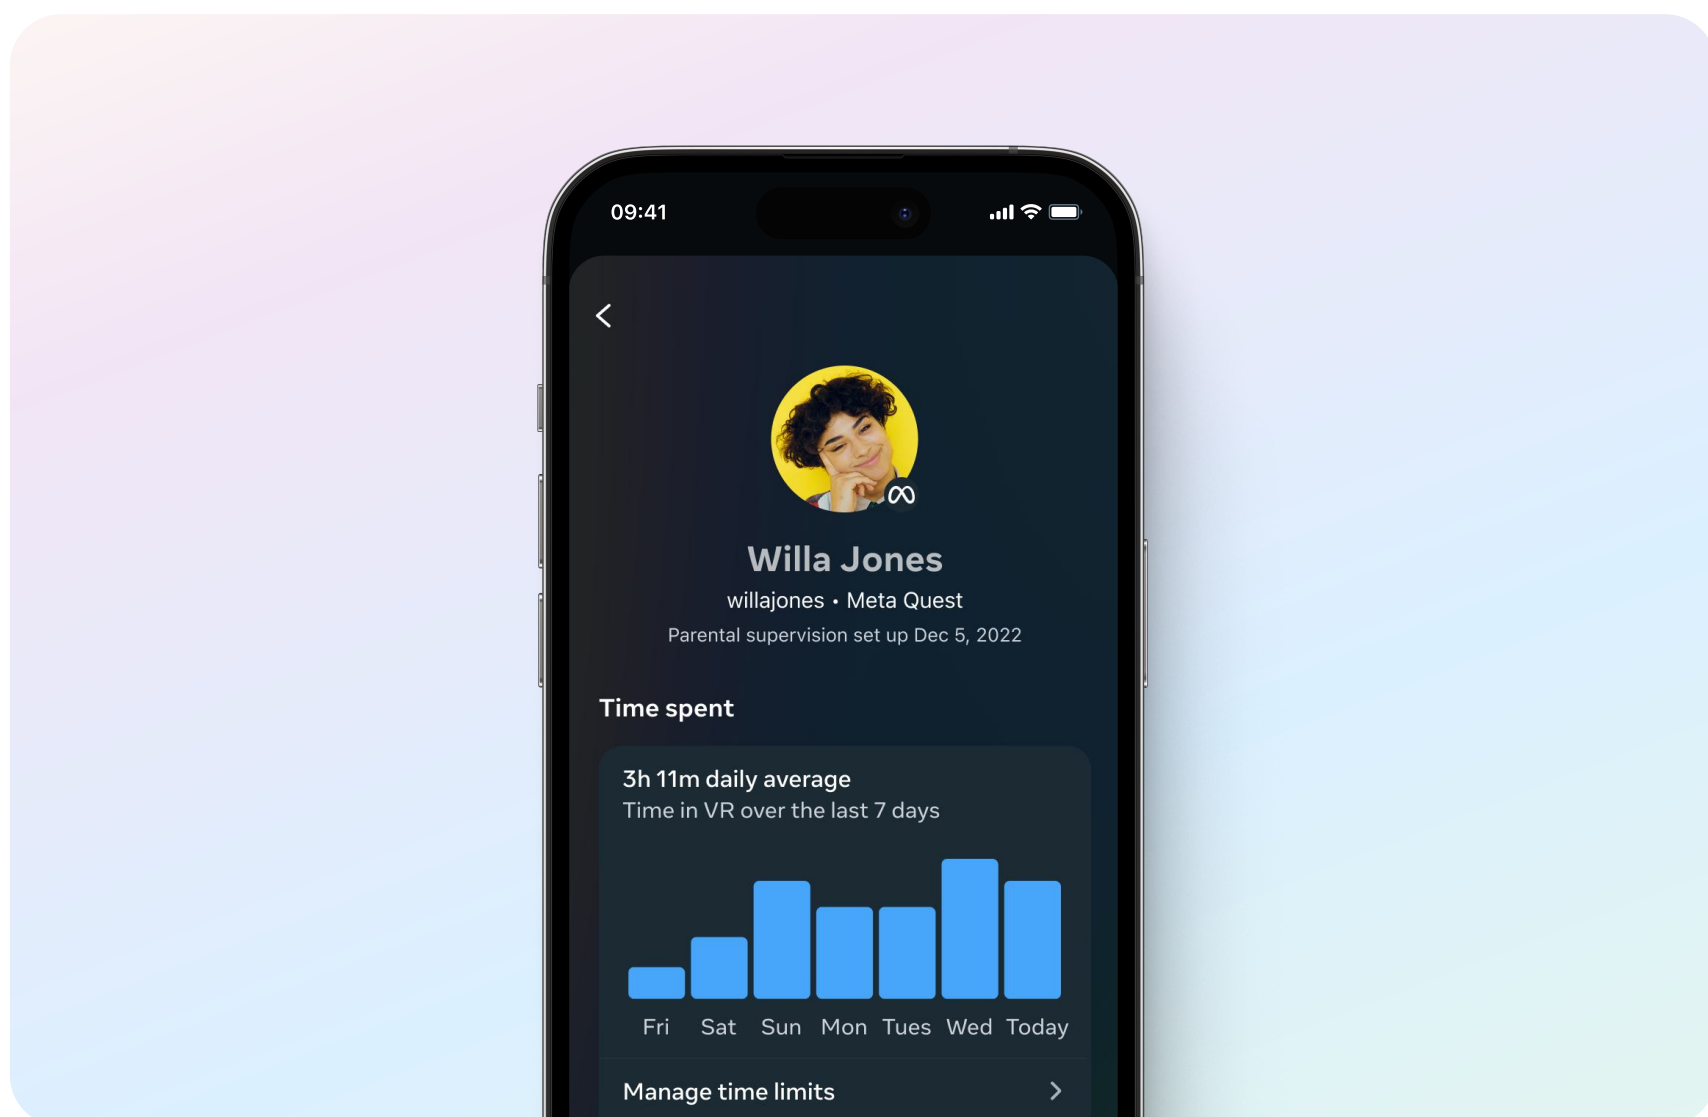 09:41
Willa Jones
willajones • Meta Quest
Parental supervision set up Dec 5, 2022
Time spent
3h 11m daily average
Time in VR over the last 7 days
Fri Sat Sun Mon Tues Wed Today
Manage time limits